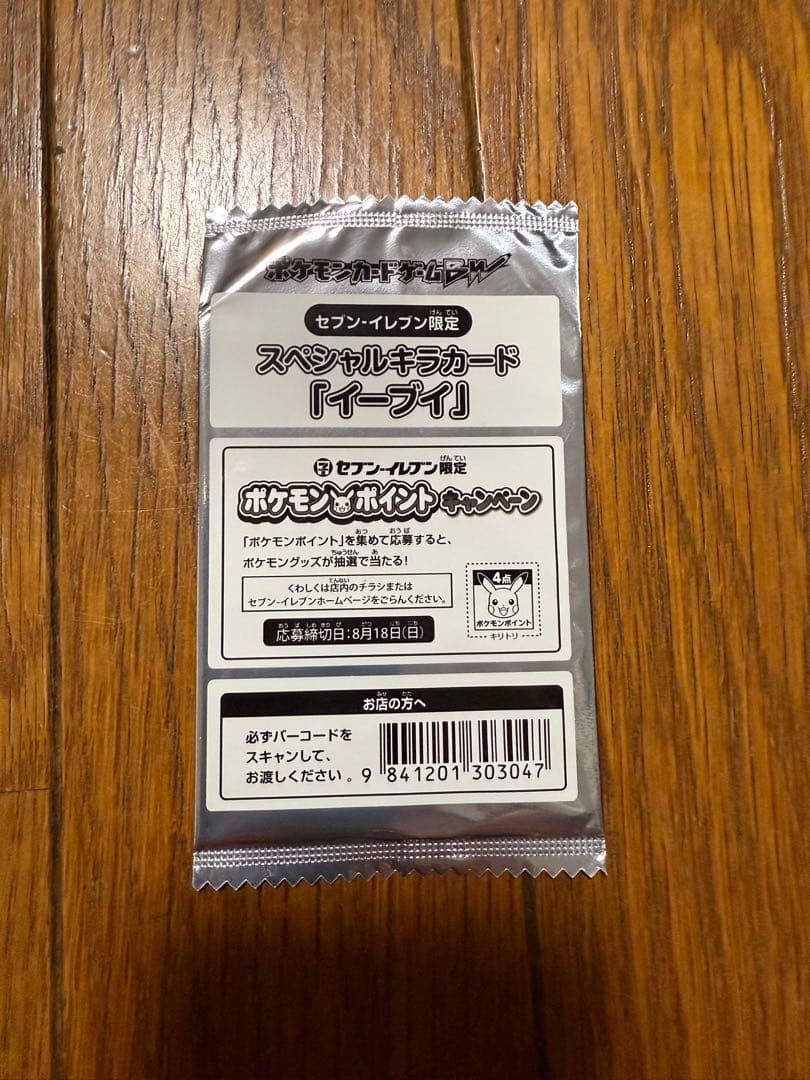 ポケモンカードゲームBW
セブン-イレブン限定
スペシャルキラカード
「イーブイ」
セブン-イレブン限定
ポケモンポイントキャンペーン
「ポケモンポイント」を集めて応募すると、
ポケモングッズが抽選で当たる!
くわしくは店内のチラシまたは
セブン-イレブンホームページをごらんください。
応募締切日:8月18日(日)
4点
ポケモンポイント
キリトリ
お店の方へ
必ずバーコードを
スキャンして、
お渡しください。
9 841201 303047